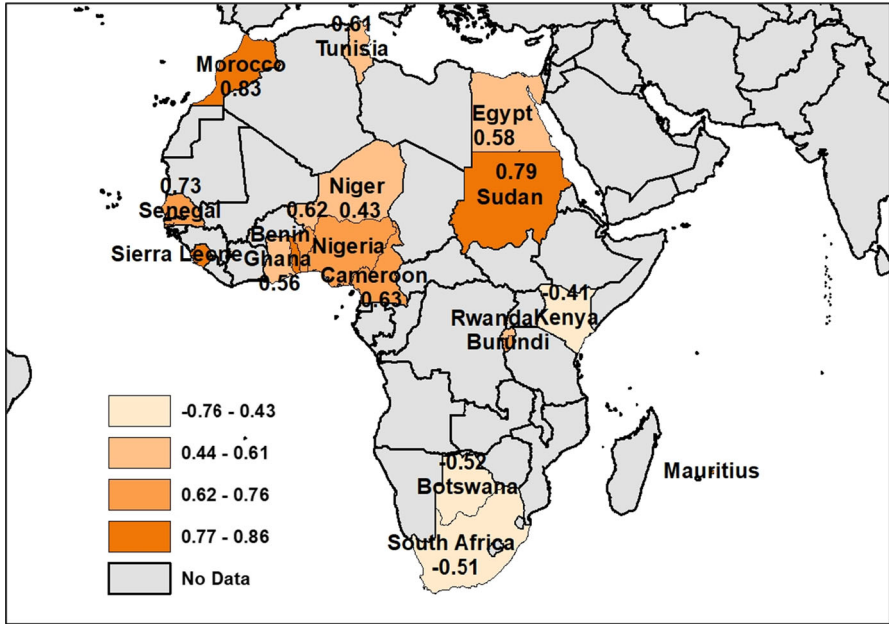 0.61
Tunisia
Morocco
0.83
Egypt
0.58
0.79
Sudan
0.73
Senegal
Niger
0.43
0.62
Benin
Nigeria
Sierra Leone
Ghana
0.56
Cameroon
0.63
-0.41
Rwanda
Kenya
Burundi
-0.76 - 0.43
0.44 - 0.61
0.62 - 0.76
0.77 - 0.86
No Data
-0.52
Botswana
Mauritius
South Africa
-0.51